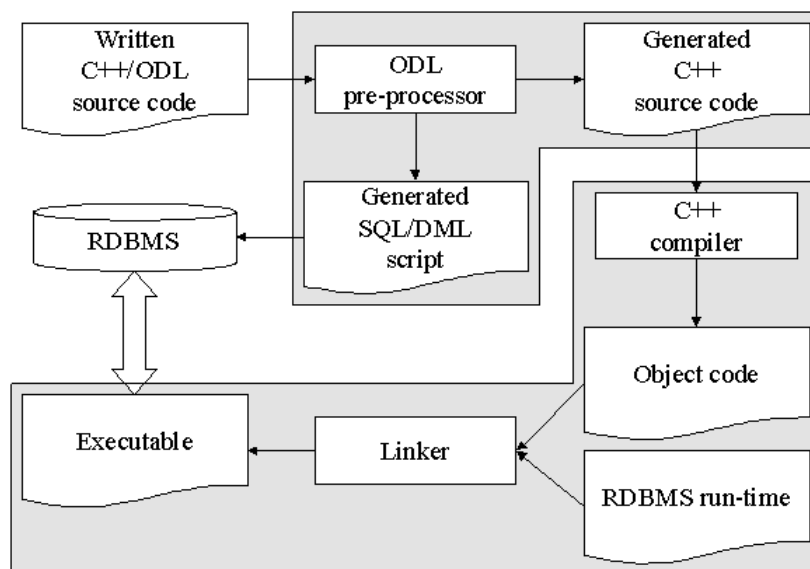 Written
C++/ODL
source code
ODL
pre-processor
Generated
C++
source code
Generated
SQL/DML
script
RDBMS
C++
compiler
Object code
Executable
Linker
RDBMS run-time